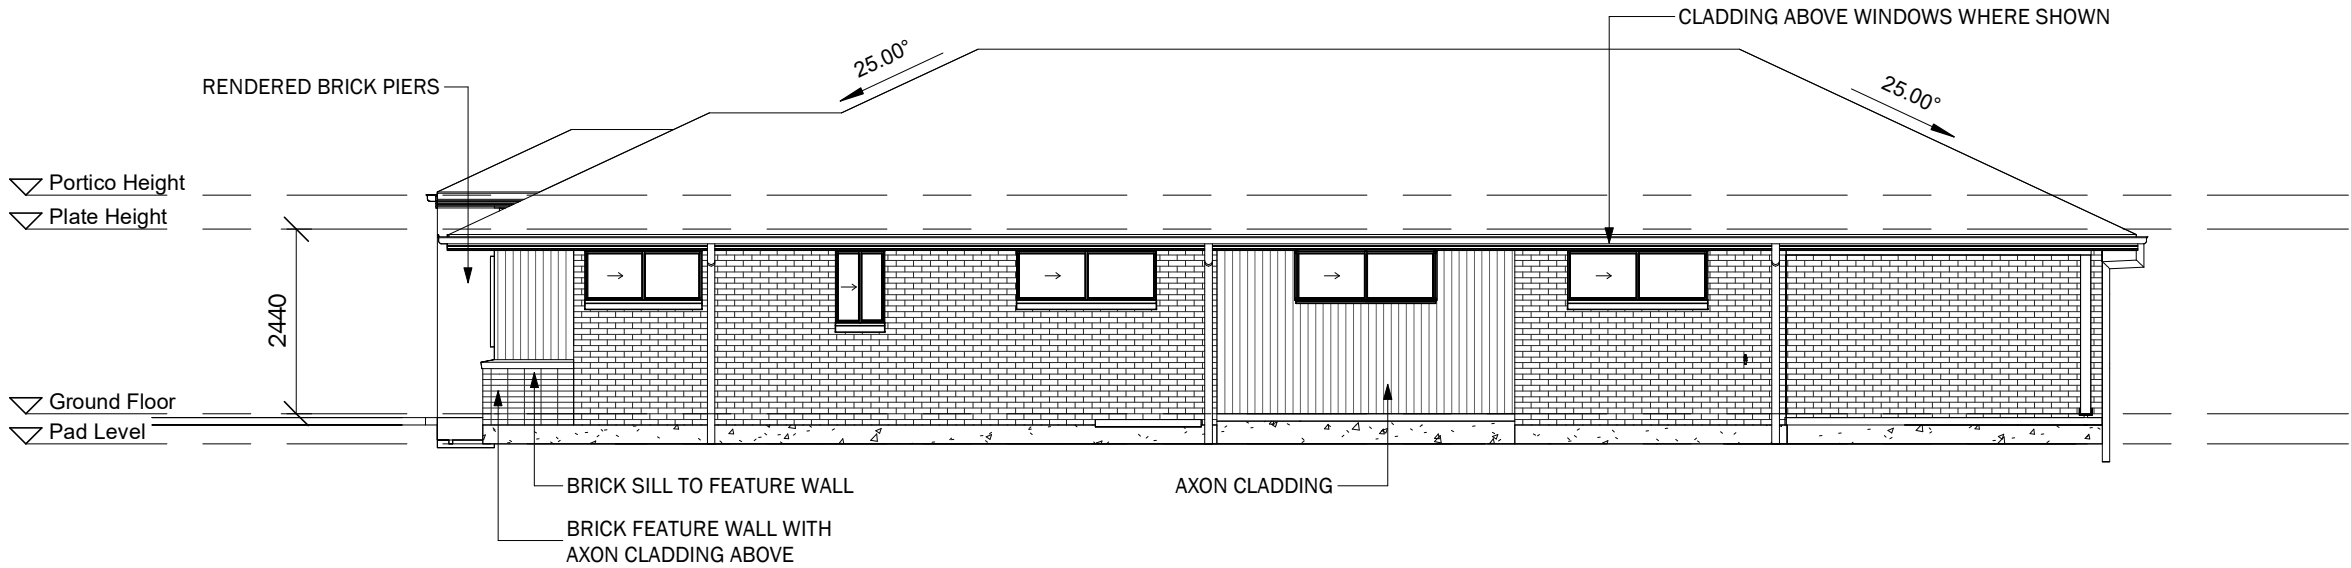 CLADDING ABOVE WINDOWS WHERE SHOWN
25.00°
25.00°
RENDERED BRICK PIERS
Portico Height
Plate Height
2440
Ground Floor
Pad Level
BRICK SILL TO FEATURE WALL
AXON CLADDING
BRICK FEATURE WALL WITH
AXON CLADDING ABOVE